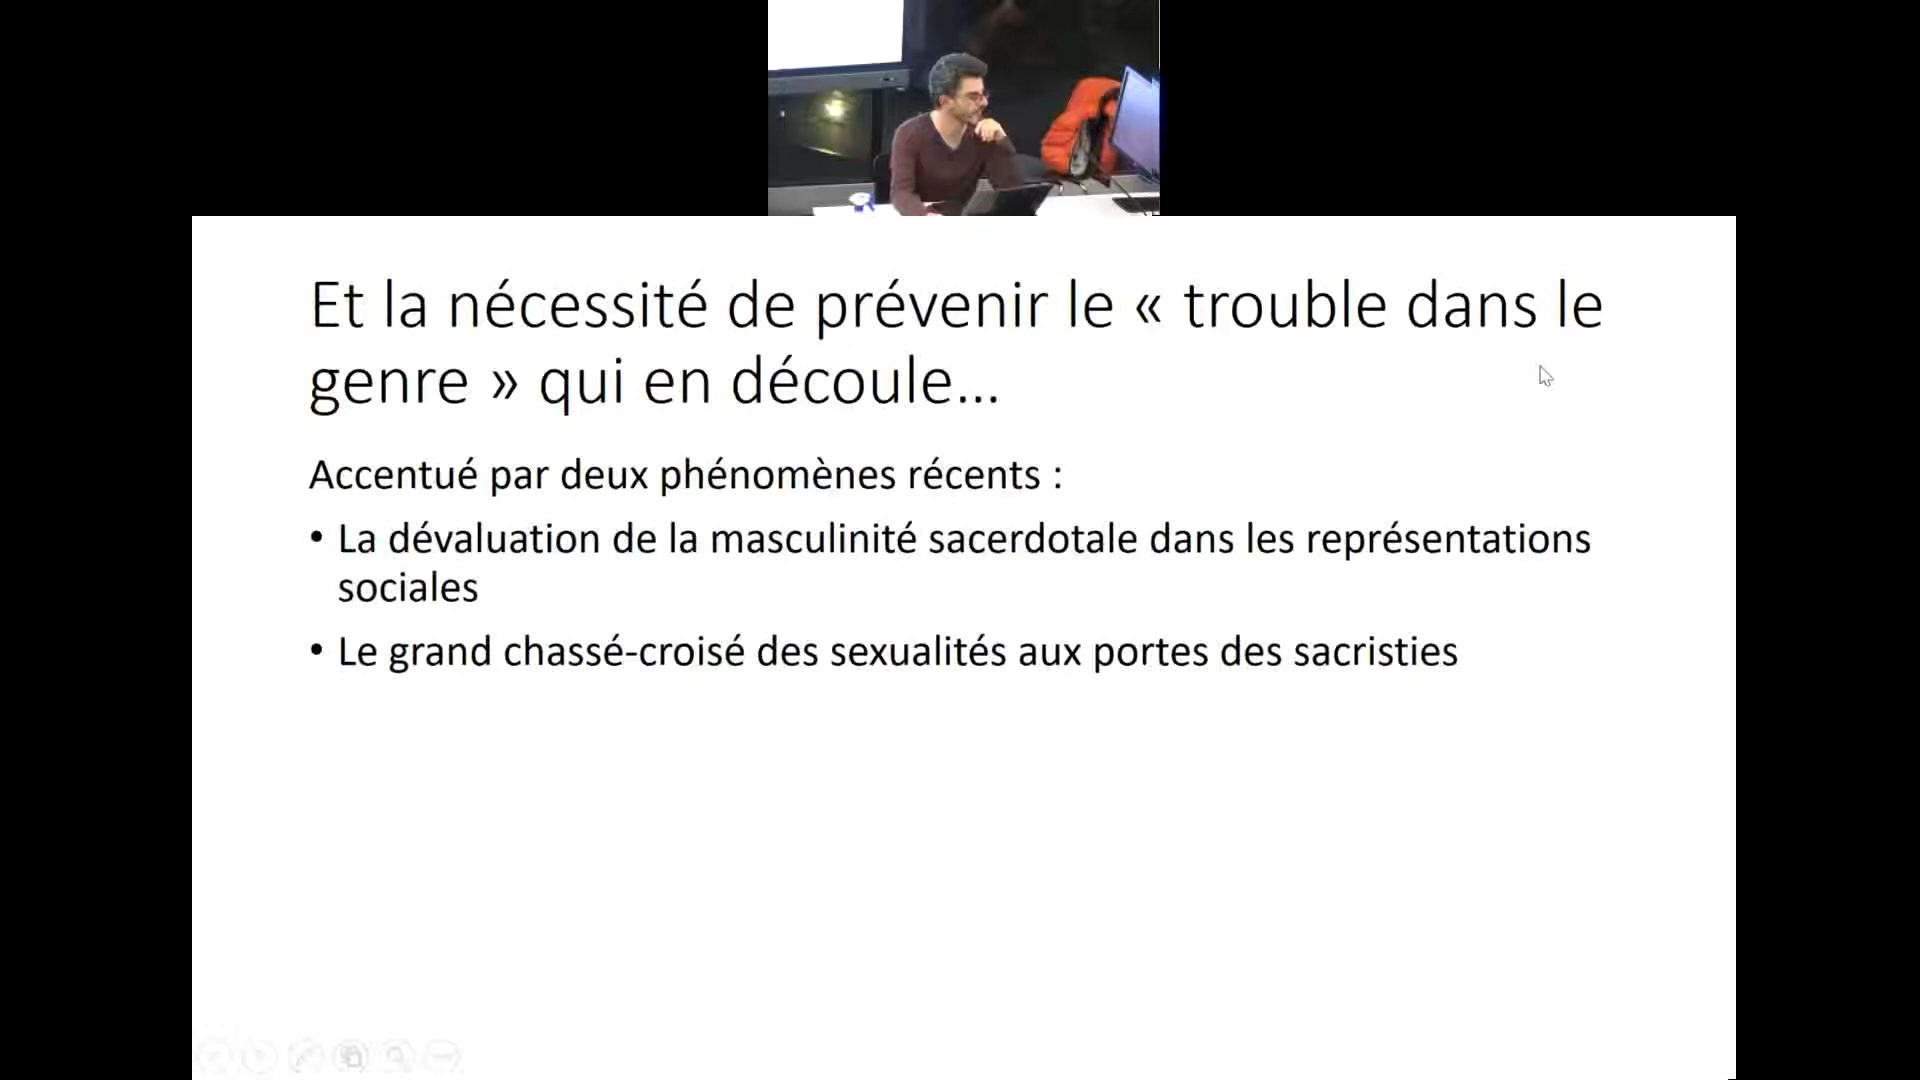 Et la nécessité de prévenir le « trouble dans le
genre » qui en découle...
Accentué par deux phénomènes récents :
• La dévaluation de la masculinité sacerdotale dans les représentations
sociales
• Le grand chassé-croisé des sexualités aux portes des sacristies